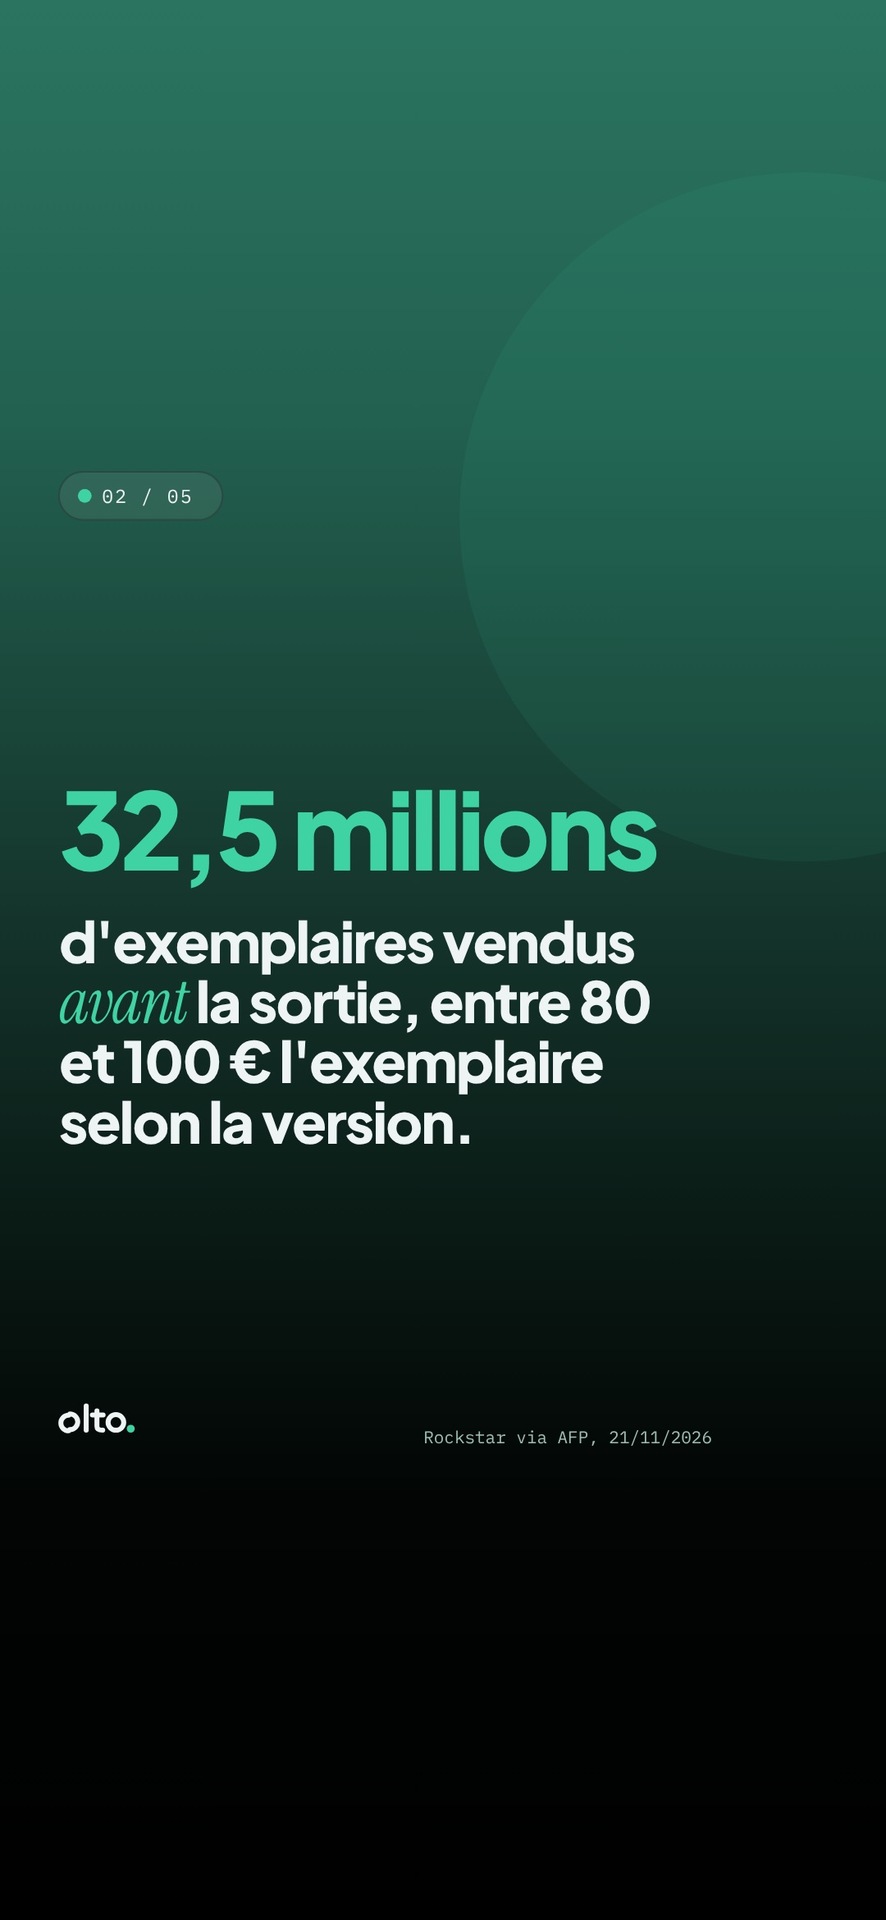 02 / 05
32,5 millions
d'exemplaires vendus
avant la sortie, entre 80
et 100 € l'exemplaire
selon la version.
olto.
Rockstar via AFP, 21/11/2026